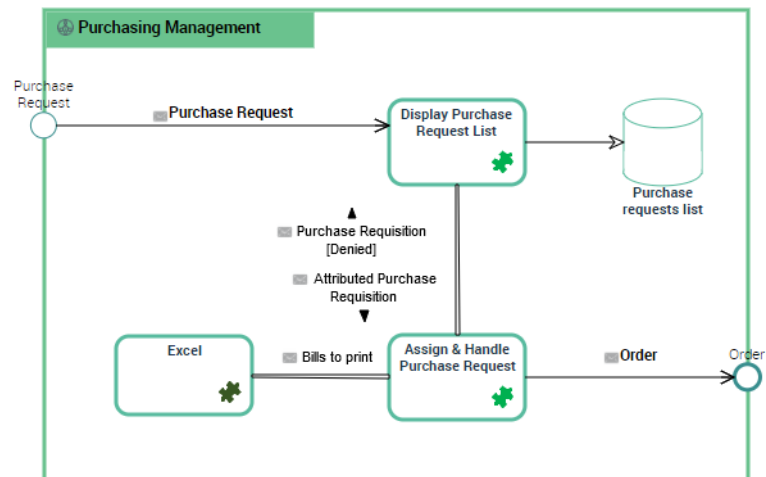 Purchasing Management
Purchase
Request
Purchase Request
Display Purchase
Request List
Purchase
requests list
Purchase Requisition
[Denied]
Attributed Purchase
Requisition
Excel
Bills to print
Assign & Handle
Purchase Request
Order
Order